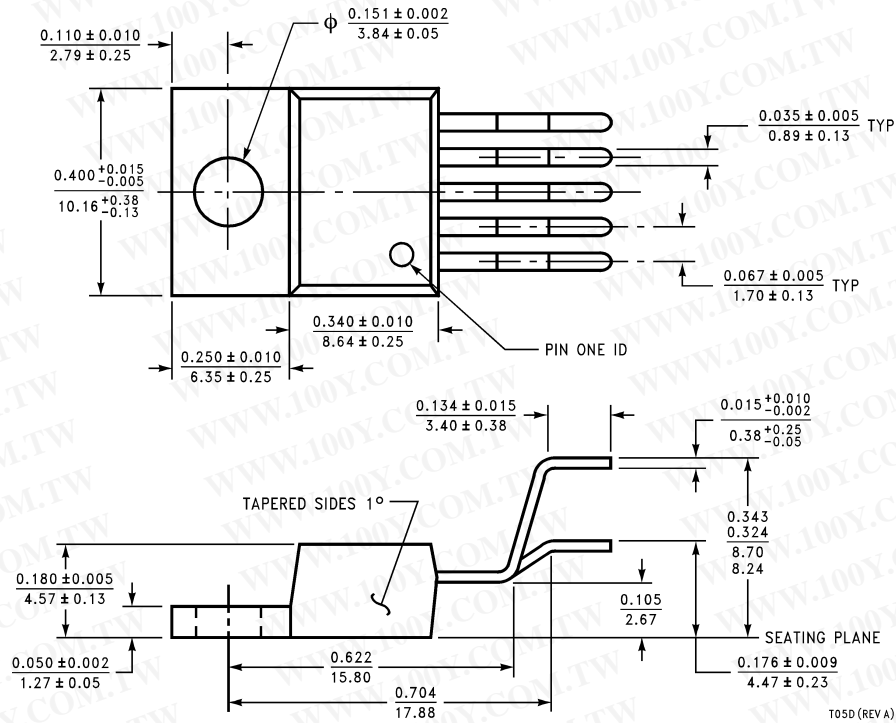 ϕ 0.151 ± 0.002
3.84 ± 0.05
0.110 ± 0.010
2.79 ± 0.25
0.035 ± 0.005 TYP
0.89 ± 0.13
0.400 +0.015 -0.005
10.16 +0.38 -0.13
0.067 ± 0.005 TYP
1.70 ± 0.13
0.340 ± 0.010
8.64 ± 0.25
PIN ONE ID
0.250 ± 0.010
6.35 ± 0.25
0.134 ± 0.015
3.40 ± 0.38
0.015 +0.010 -0.002
0.38 +0.25 -0.05
TAPERED SIDES 1°
0.343
0.324
8.70
8.24
0.180 ± 0.005
4.57 ± 0.13
0.105
2.67
SEATING PLANE
0.050 ± 0.002
1.27 ± 0.05
0.622
15.80
0.176 ± 0.009
4.47 ± 0.23
0.704
17.88
T05D (REV A)
WWW.100Y.COM.TW